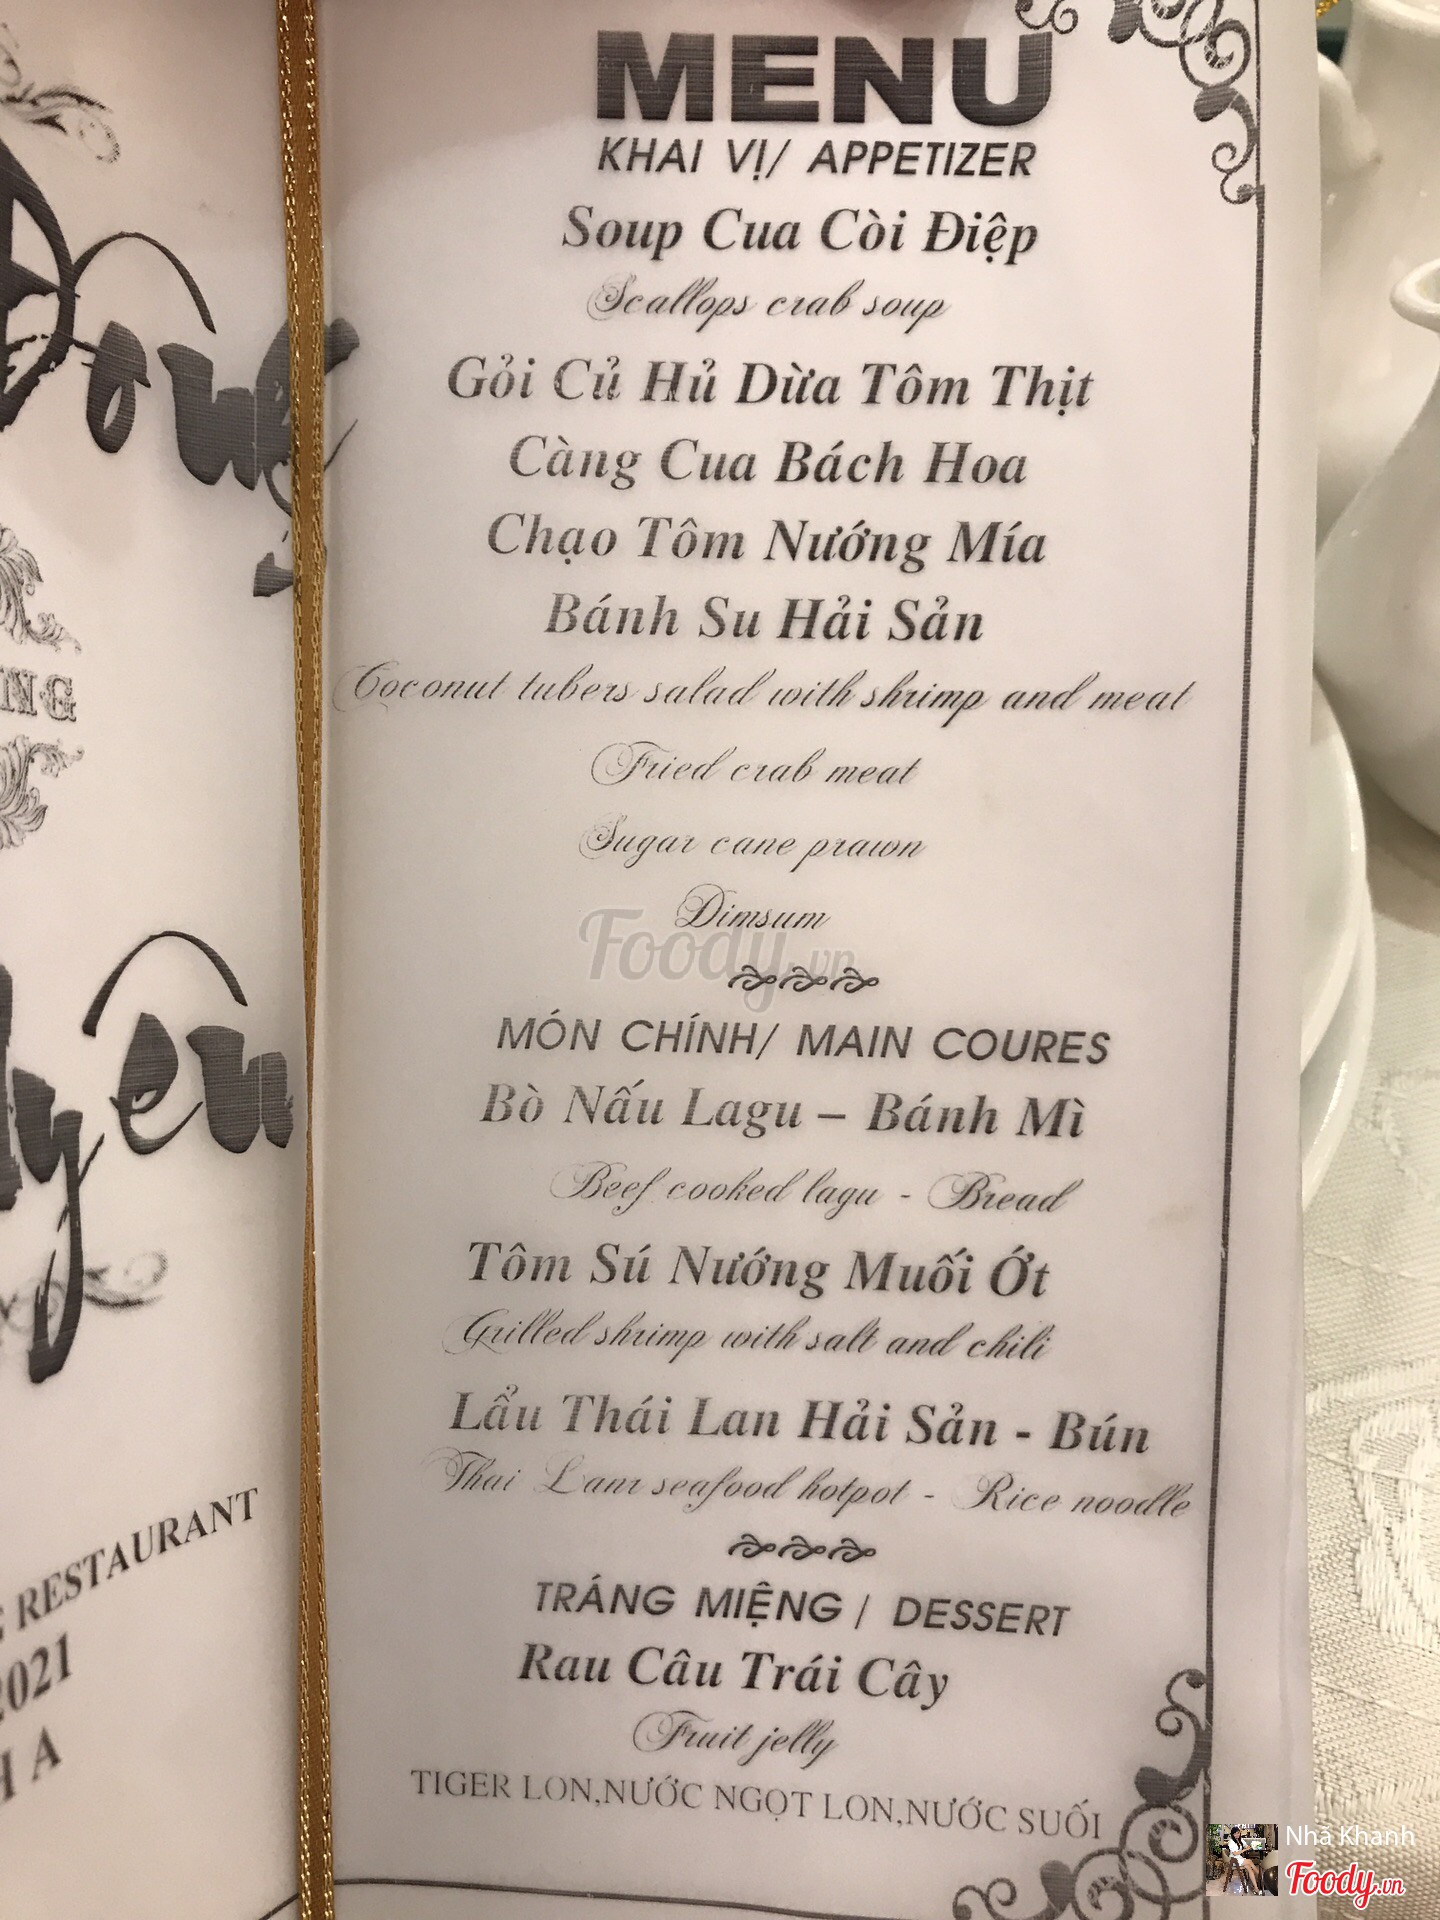 Đông
NG
yên
RESTAURANT
2021
H A
MENU
KHAI VỊ/ APPETIZER
Soup Cua Còi Điệp
Scallops crab soup
Gỏi Củ Hủ Dừa Tôm Thịt
Càng Cua Bách Hoa
Chạo Tôm Nướng Mía
Bánh Su Hải Sản
Coconut tubers salad with shrimp and meat
Fried crab meat
Sugar cane prawn
Dimsum
Foody.vn
MÓN CHÍNH/ MAIN COURES
Bò Nấu Lagu – Bánh Mì
Beef cooked lagu - Bread
Tôm Sú Nướng Muối Ớt
Grilled shrimp with salt and chili
Lẩu Thái Lan Hải Sản - Bún
Thai Lan seafood hotpot - Rice noodle
TRÁNG MIỆNG / DESSERT
Rau Câu Trái Cây
Fruit jelly
TIGER LON,NƯỚC NGỌT LON,NƯỚC SUỐI
Nhã Khanh
Foody.vn